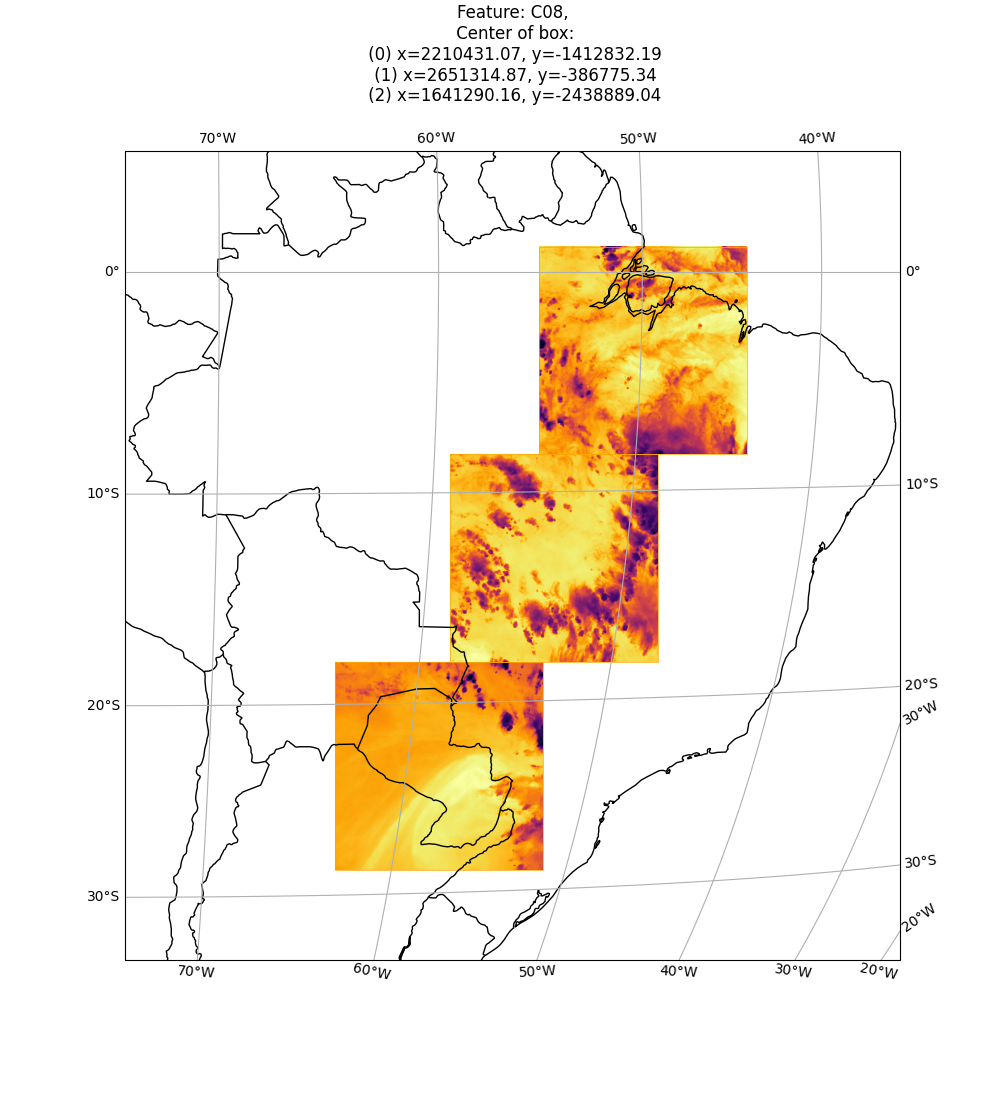 Feature: C08,
Center of box:
(0) x=2210431.07, y=-1412832.19
(1) x=2651314.87, y=-386775.34
(2) x=1641290.16, y=-2438889.04
70°W 60°W 50°W 40°W
0° 0°
10°S 10°S
20°S 20°S
30°W
30°S 30°S
20°W
70°W 60°W 50°W 40°W 30°W 20°W